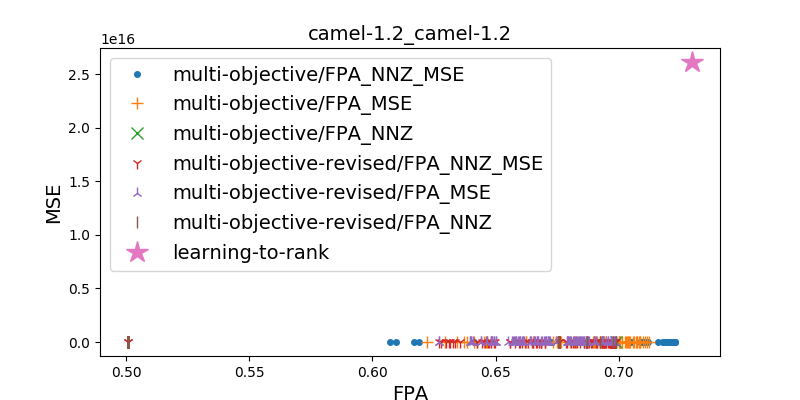 camel-1.2_camel-1.2
1e16
2.5
2.0
1.5
1.0
0.5
0.0
MSE
multi-objective/FPA_NNZ_MSE
multi-objective/FPA_MSE
multi-objective/FPA_NNZ
multi-objective-revised/FPA_NNZ_MSE
multi-objective-revised/FPA_MSE
multi-objective-revised/FPA_NNZ
learning-to-rank
0.50 0.55 0.60 0.65 0.70
FPA